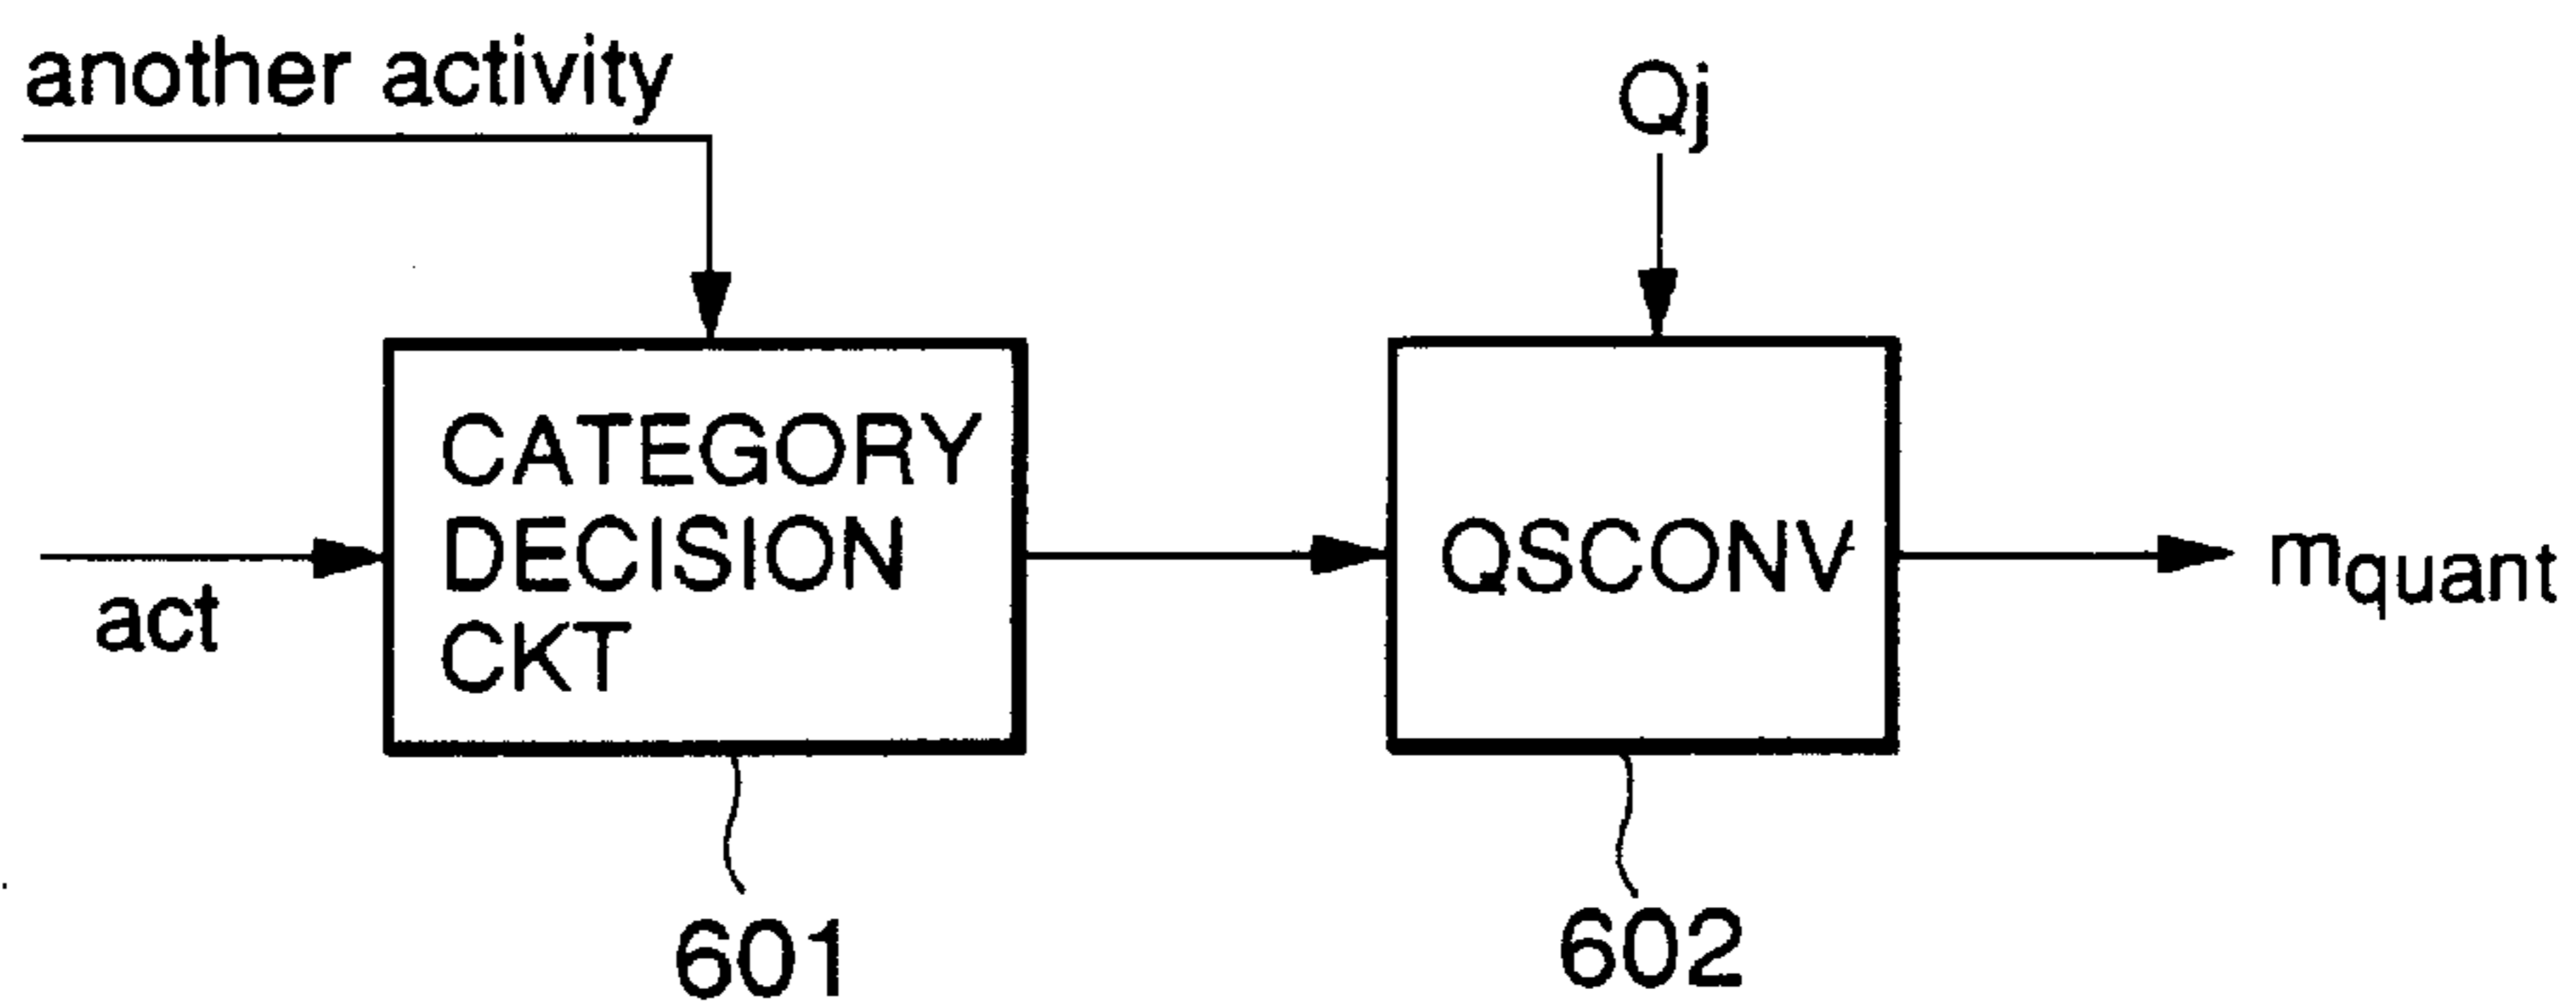 another activity
Qj
CATEGORY
DECISION
CKT
act
QSCONV
mquant
601
602